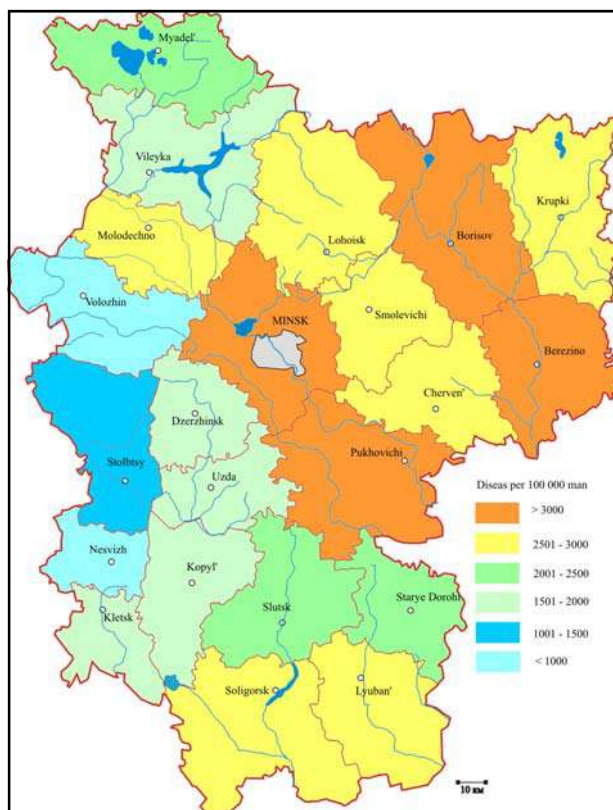 Myadel'
Vileyka
Krupki
Molodechno
Borisov
Lohoisk
Volozhin
MINSK
Smolevichi
Berezino
Dzerzhinsk
Cherven'
Pukhovichi
Stolbtsy
Uzda
Diseas per 100 000 man
> 3000
2501 - 3000
2001 - 2500
1501 - 2000
1001 - 1500
< 1000
Nesvizh
Kopyl'
Kletsk
Slutsk
Starye Dorohi
Soligorsk
Lyuban'
10 км